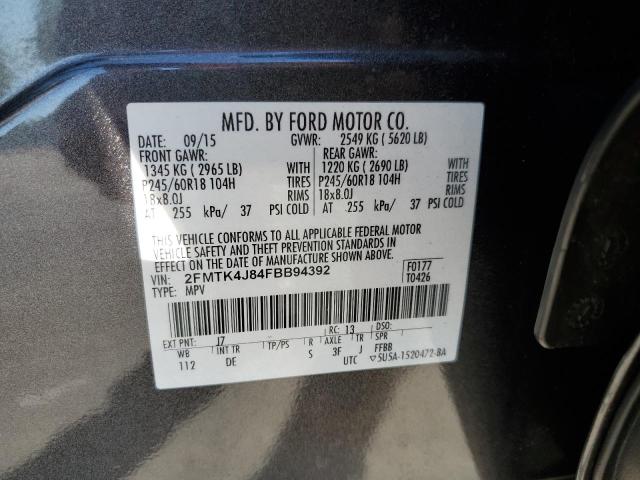 MFD. BY FORD MOTOR CO.
DATE: 09/15 GVWR: 2549 KG ( 5620 LB)
FRONT GAWR: REAR GAWR:
1345 KG ( 2965 LB) WITH 1220 KG ( 2690 LB) WITH
P245/60R18 104H TIRES P245/60R18 104H TIRES
18x8.0J RIMS 18x8.0J RIMS
AT 255 kPa/ 37 PSI COLD AT 255 kPa/ 37 PSI COLD
THIS VEHICLE CONFORMS TO ALL APPLICABLE FEDERAL MOTOR
VEHICLE SAFETY AND THEFT PREVENTION STANDARDS IN
EFFECT ON THE DATE OF MANUFACTURE SHOWN ABOVE.
VIN: 2FMTK4J84FBB94392 F0177
TYPE: MPV T0426
EXT PNT: J7 RC: 13 DSO:
WB INT TR TP/PS R AXLE TR SPR
112 DE S 3F J FFBB
UTC ▽5U5A-1520472-BA